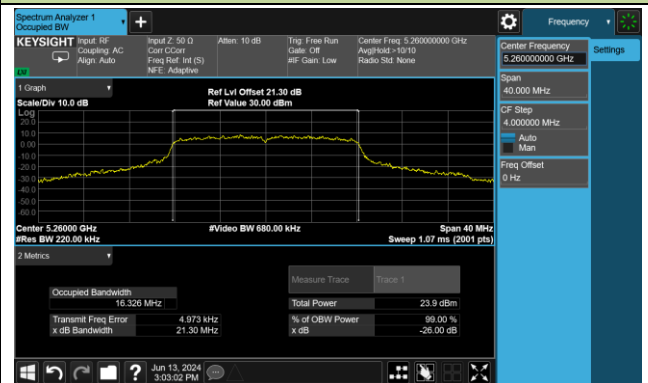 Spectrum Analyzer 1
Occupied BW
Frequency
KEYSIGHT
Input: RF
Coupling: AC
Align: Auto
Input Z: 50 Ω
Corr CCorr
Freq Ref: Int (S)
NFE: Adaptive
Atten: 10 dB
Trig: Free Run
Gate: Off
#IF Gain: Low
Center Freq: 5.260000000 GHz
Avg|Hold:>10/10
Radio Std: None
Center Frequency
5.260000000 GHz
Settings
Span
40.000 MHz
CF Step
4.000000 MHz
Auto
Man
Freq Offset
0 Hz
1 Graph
Scale/Div 10.0 dB
Ref Lvl Offset 21.30 dB
Ref Value 30.00 dBm
Log
20.0
10.0
0.00
-10.0
-20.0
-30.0
-40.0
-50.0
-60.0
Center 5.26000 GHz
#Res BW 220.00 kHz
#Video BW 680.00 kHz
Span 40 MHz
Sweep 1.07 ms (2001 pts)
2 Metrics
Measure Trace
Trace 1
Occupied Bandwidth
16.326 MHz
Total Power
23.9 dBm
Transmit Freq Error
4.973 kHz
% of OBW Power
99.00 %
x dB Bandwidth
21.30 MHz
x dB
-26.00 dB
Jun 13, 2024
3:03:02 PM